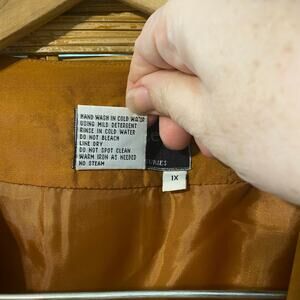 HAND WASH IN COLD WATER
USING MILD DETERGENT
RINSE IN COLD WATER
DO NOT BLEACH
LINE DRY
DO NOT SPOT CLEAN
WARM IRON AS NEEDED
NO STEAM
1X